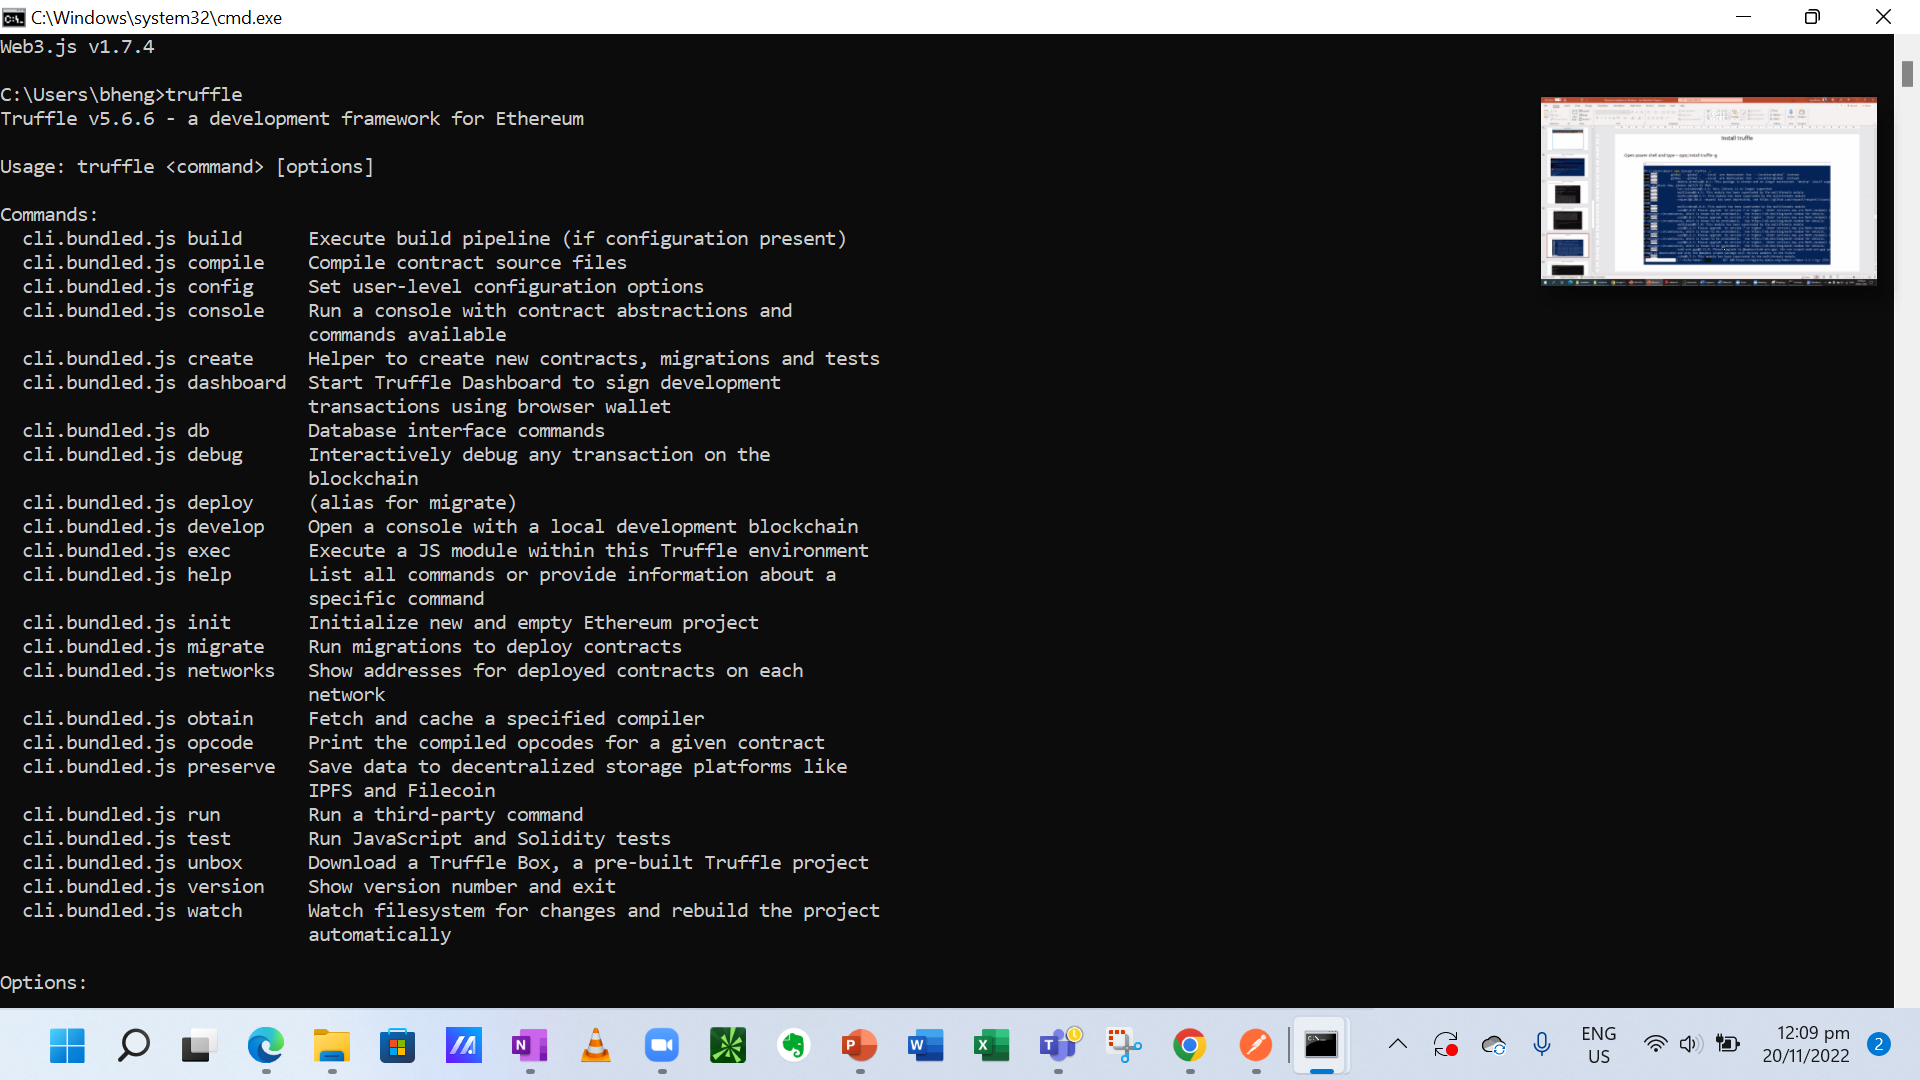 C:\Windows\system32\cmd.exe
Web3.js v1.7.4
C:\Users\bheng>truffle
Truffle v5.6.6 - a development framework for Ethereum
Usage: truffle <command> [options]
Commands:
cli.bundled.js build Execute build pipeline (if configuration present)
cli.bundled.js compile Compile contract source files
cli.bundled.js config Set user-level configuration options
cli.bundled.js console Run a console with contract abstractions and
commands available
cli.bundled.js create Helper to create new contracts, migrations and tests
cli.bundled.js dashboard Start Truffle Dashboard to sign development
transactions using browser wallet
cli.bundled.js db Database interface commands
cli.bundled.js debug Interactively debug any transaction on the
blockchain
cli.bundled.js deploy (alias for migrate)
cli.bundled.js develop Open a console with a local development blockchain
cli.bundled.js exec Execute a JS module within this Truffle environment
cli.bundled.js help List all commands or provide information about a
specific command
cli.bundled.js init Initialize new and empty Ethereum project
cli.bundled.js migrate Run migrations to deploy contracts
cli.bundled.js networks Show addresses for deployed contracts on each
network
cli.bundled.js obtain Fetch and cache a specified compiler
cli.bundled.js opcode Print the compiled opcodes for a given contract
cli.bundled.js preserve Save data to decentralized storage platforms like
IPFS and Filecoin
cli.bundled.js run Run a third-party command
cli.bundled.js test Run JavaScript and Solidity tests
cli.bundled.js unbox Download a Truffle Box, a pre-built Truffle project
cli.bundled.js version Show version number and exit
cli.bundled.js watch Watch filesystem for changes and rebuild the project
automatically
Options:
Install truffle
ENG
US
12:09 pm
20/11/2022
2